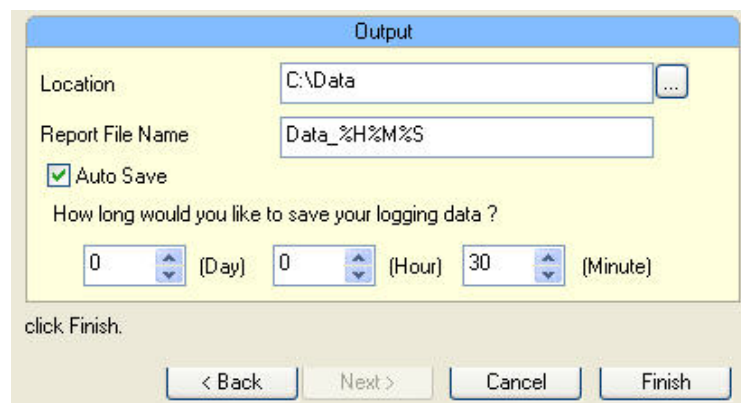 Output
Location C:\Data ...
Report File Name Data_%H%M%S
Auto Save
How long would you like to save your logging data ?
0 (Day) 0 (Hour) 30 (Minute)
click Finish.
< Back Next > Cancel Finish